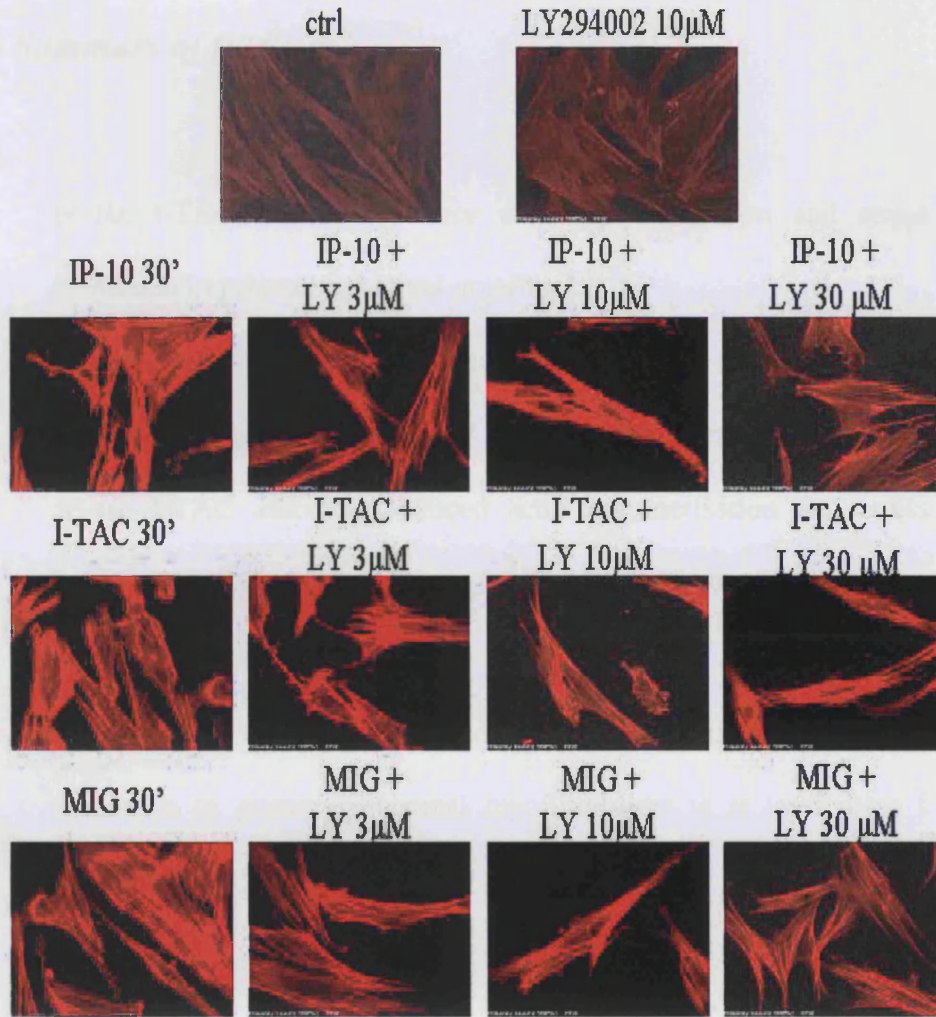 ctrl
LY294002 10µM
IP-10 30’
IP-10 +
LY 3µM
IP-10 +
LY 10µM
IP-10 +
LY 30 µM
I-TAC 30’
I-TAC +
LY 3µM
I-TAC +
LY 10µM
I-TAC +
LY 30 µM
MIG 30’
MIG +
LY 3µM
MIG +
LY 10µM
MIG +
LY 30 µM